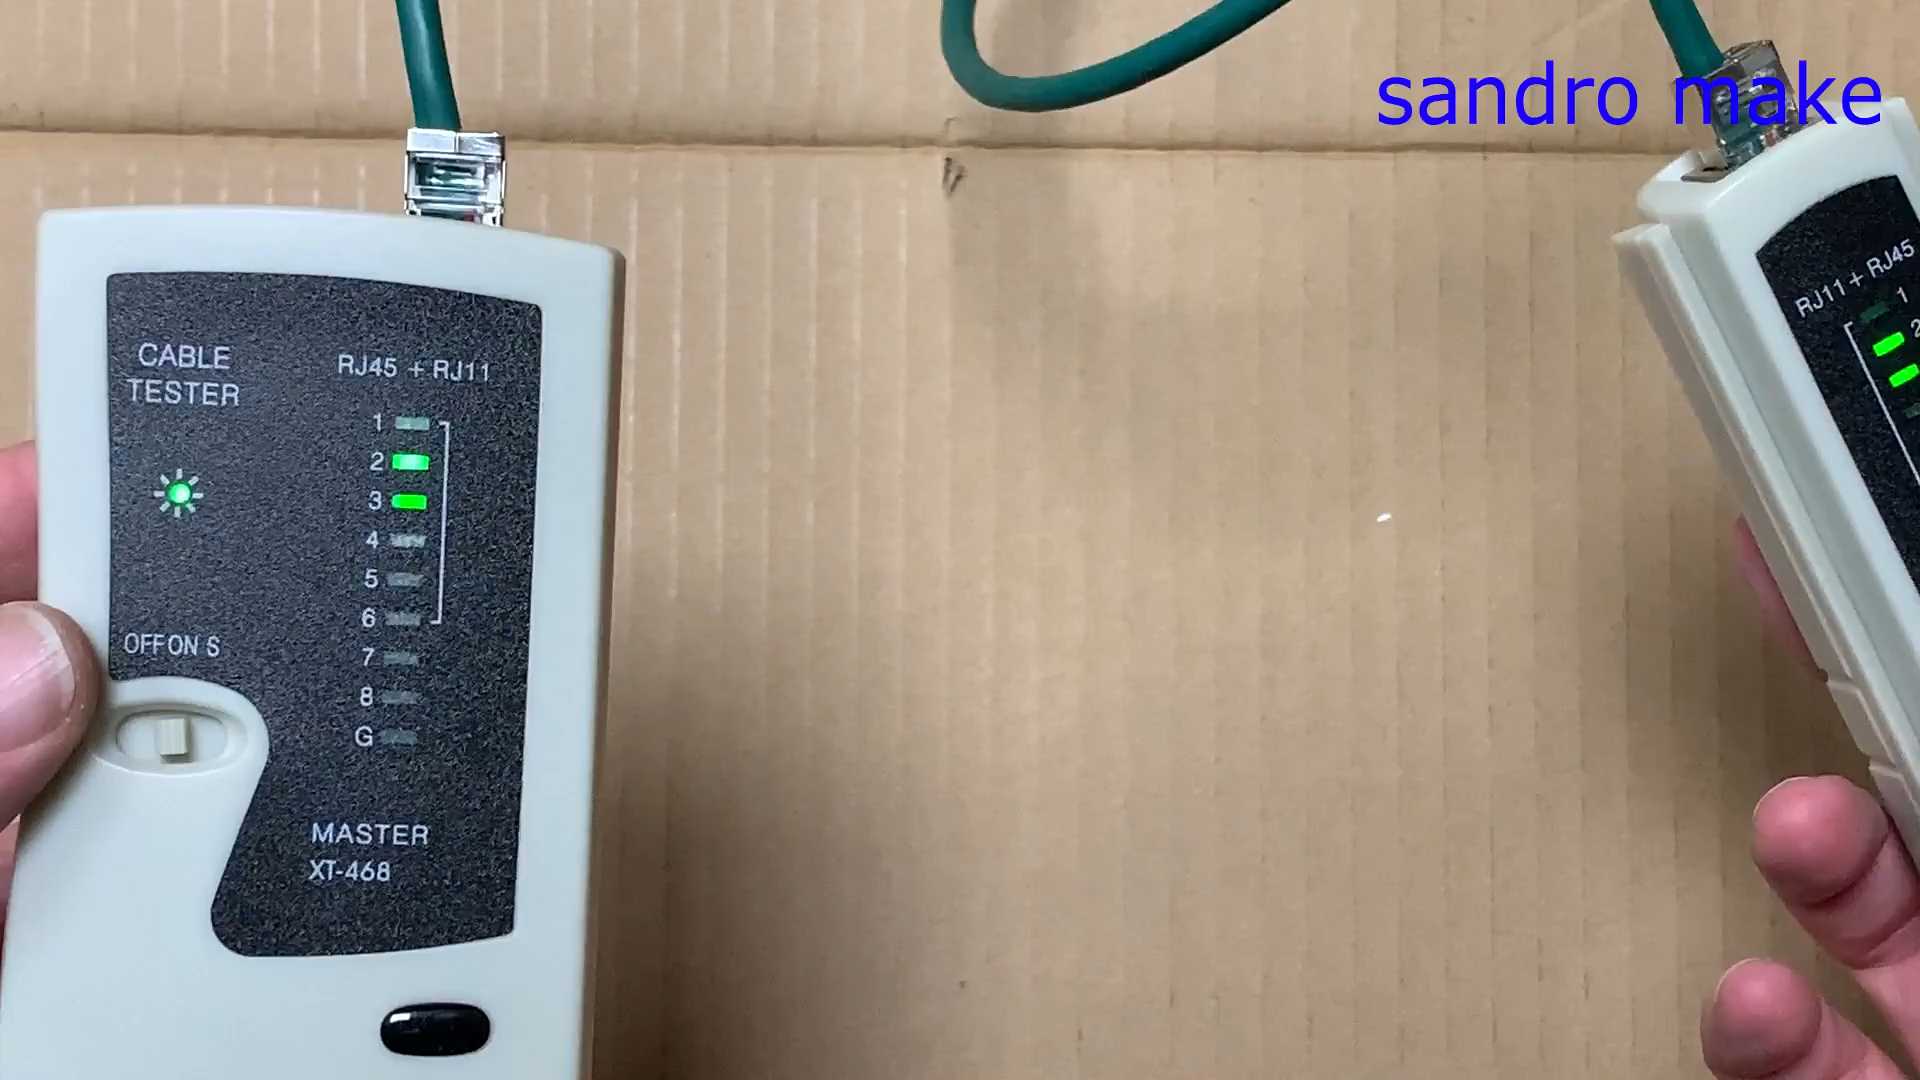 sandro make
CABLE
TESTER
RJ45 + RJ11
1
2
3
4
5
6
7
8
G
OFF ON S
MASTER
XT-468
RJ11 + RJ45
1
2